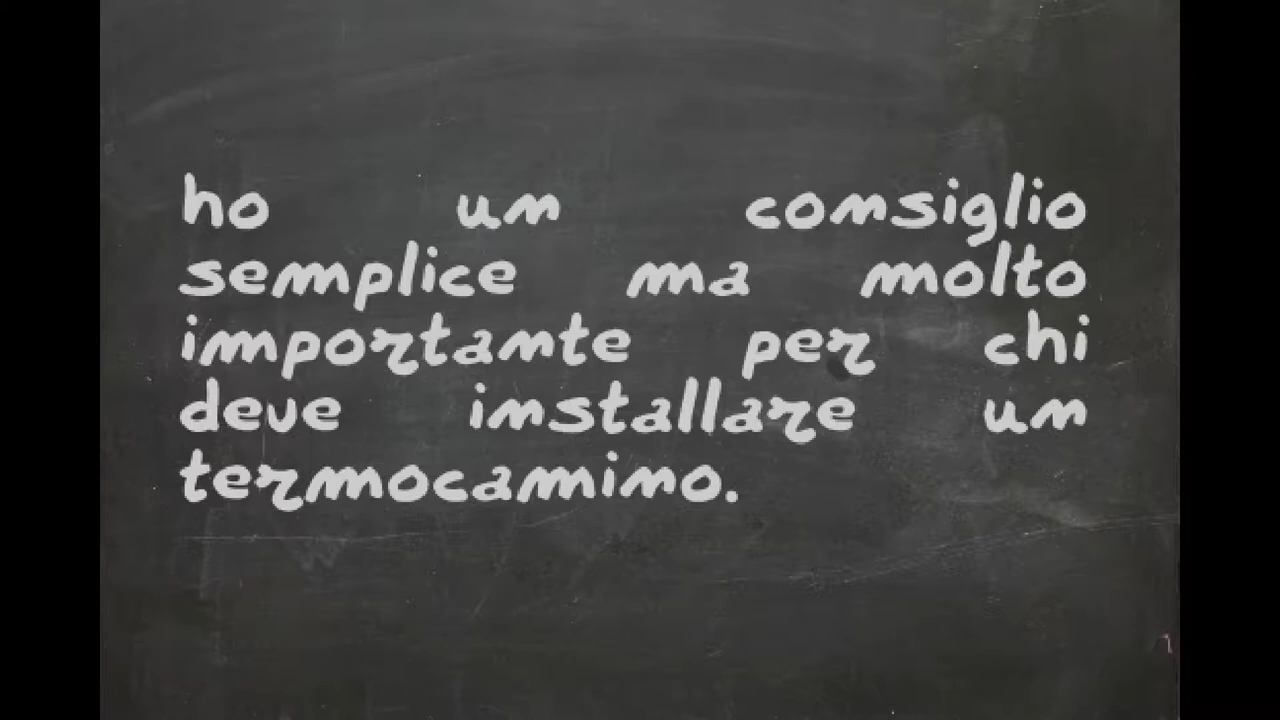 ho un consiglio
semplice ma molto
importante per chi
deve installare un
termocamino.